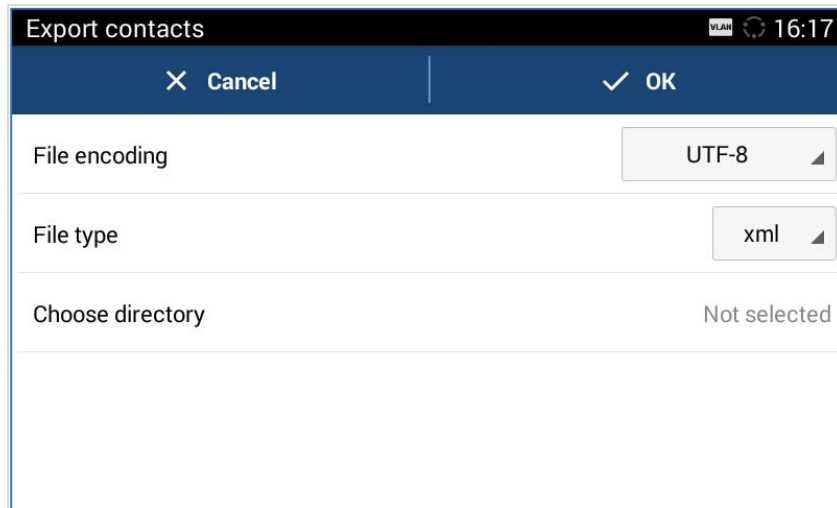 Export contacts VLAN 16:17
Cancel OK
File encoding UTF-8
File type xml
Choose directory Not selected